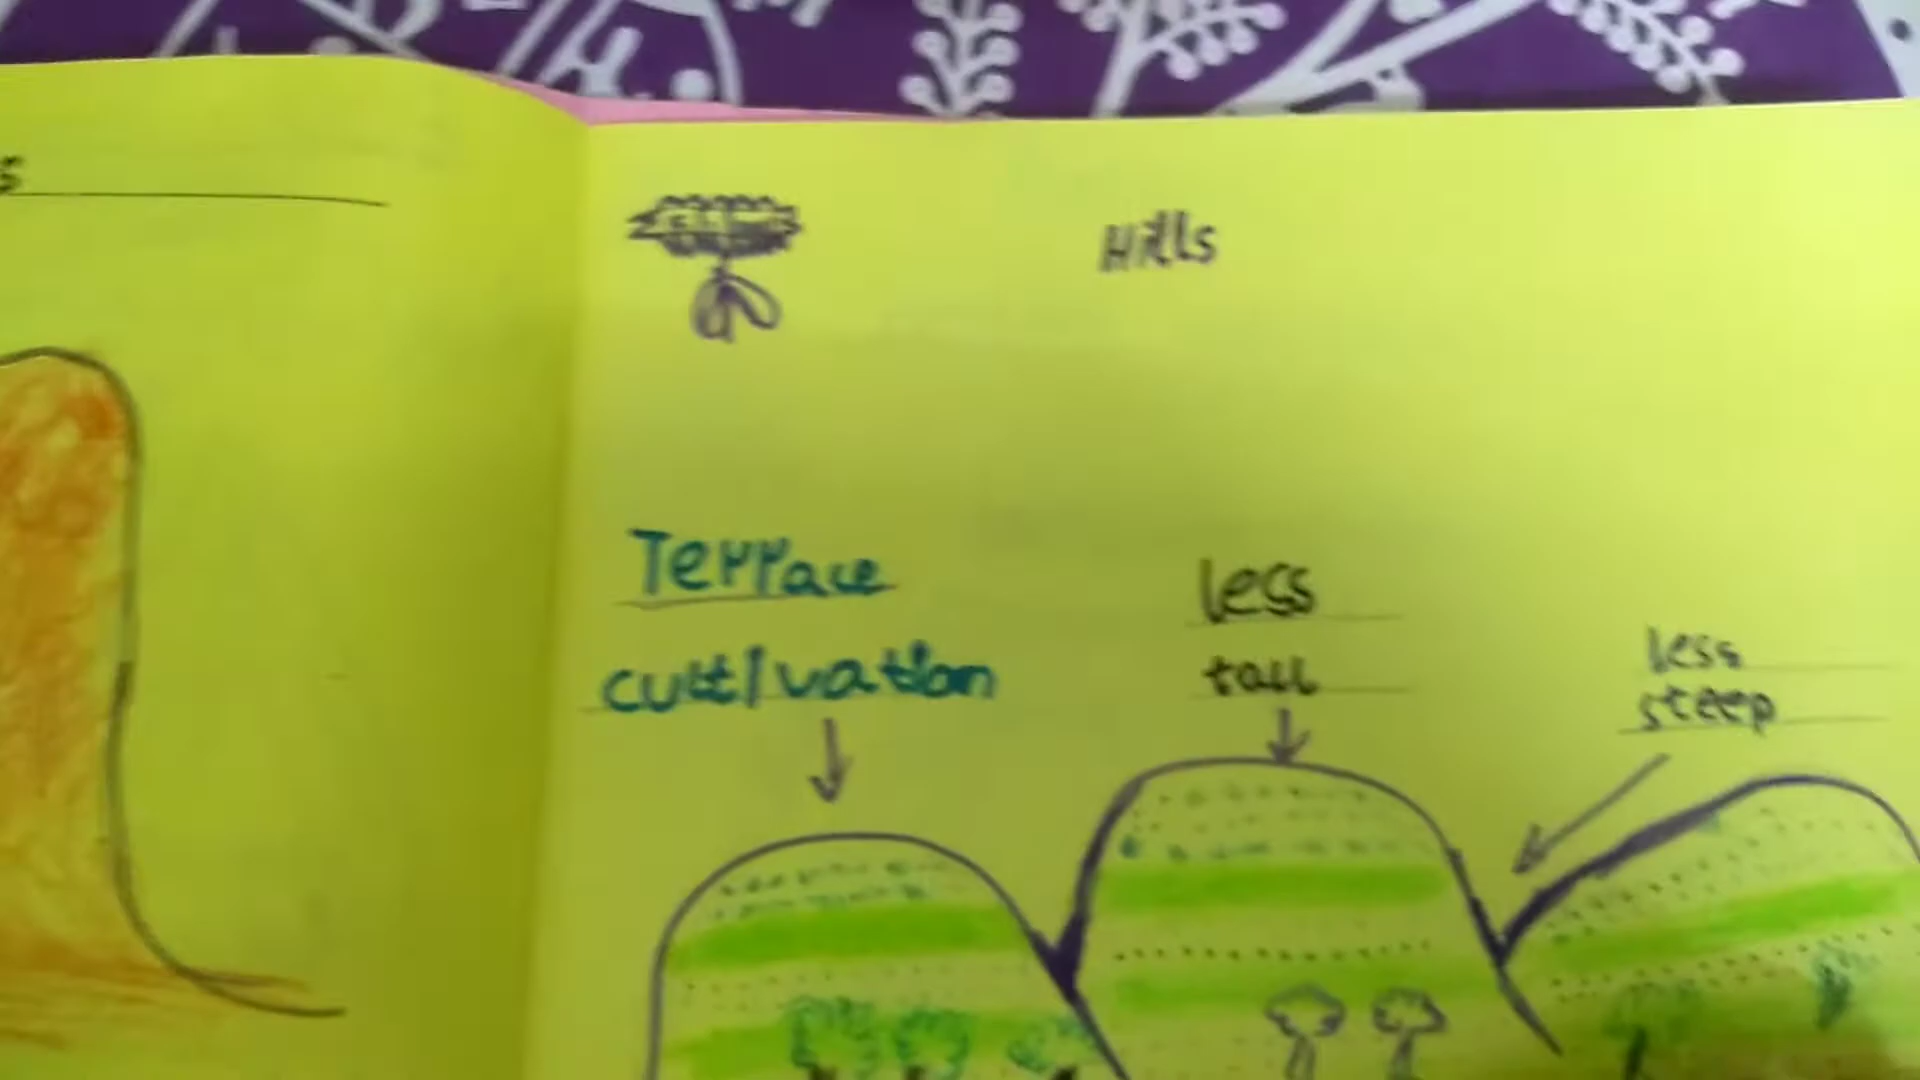 Hills
Terrace
cultivation
less
tall
less
steep